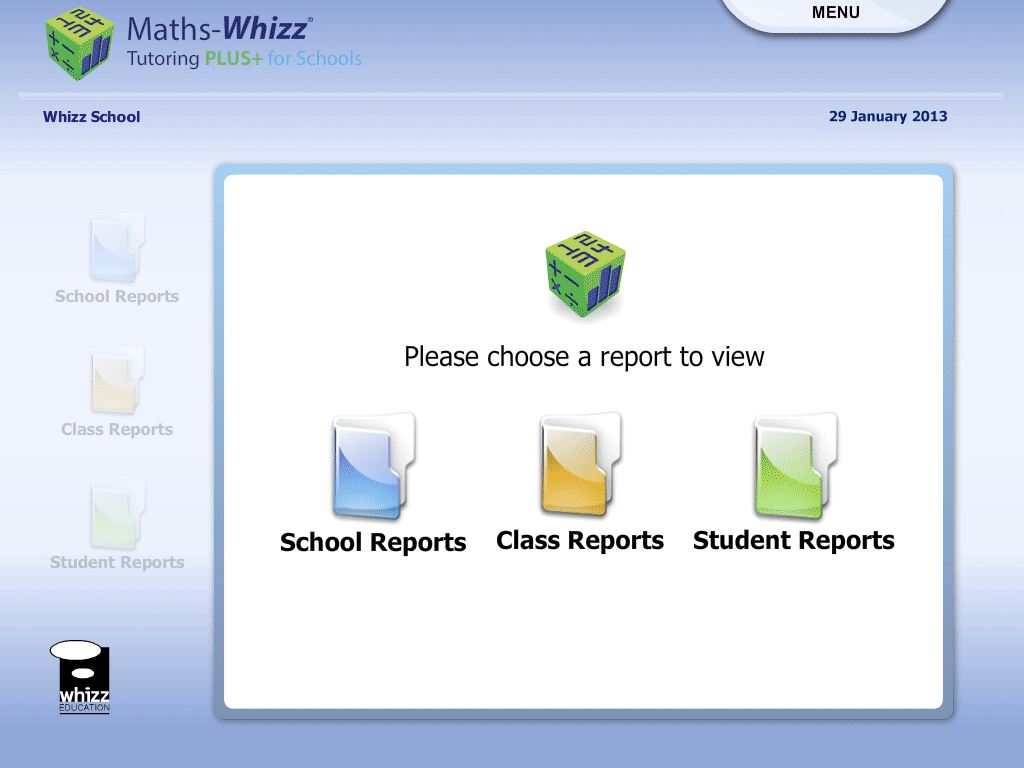 MENU
Maths-Whizz®
Tutoring PLUS+ for Schools
Whizz School
29 January 2013
School Reports
Class Reports
Student Reports
Please choose a report to view
School Reports
Class Reports
Student Reports
whizz
EDUCATION